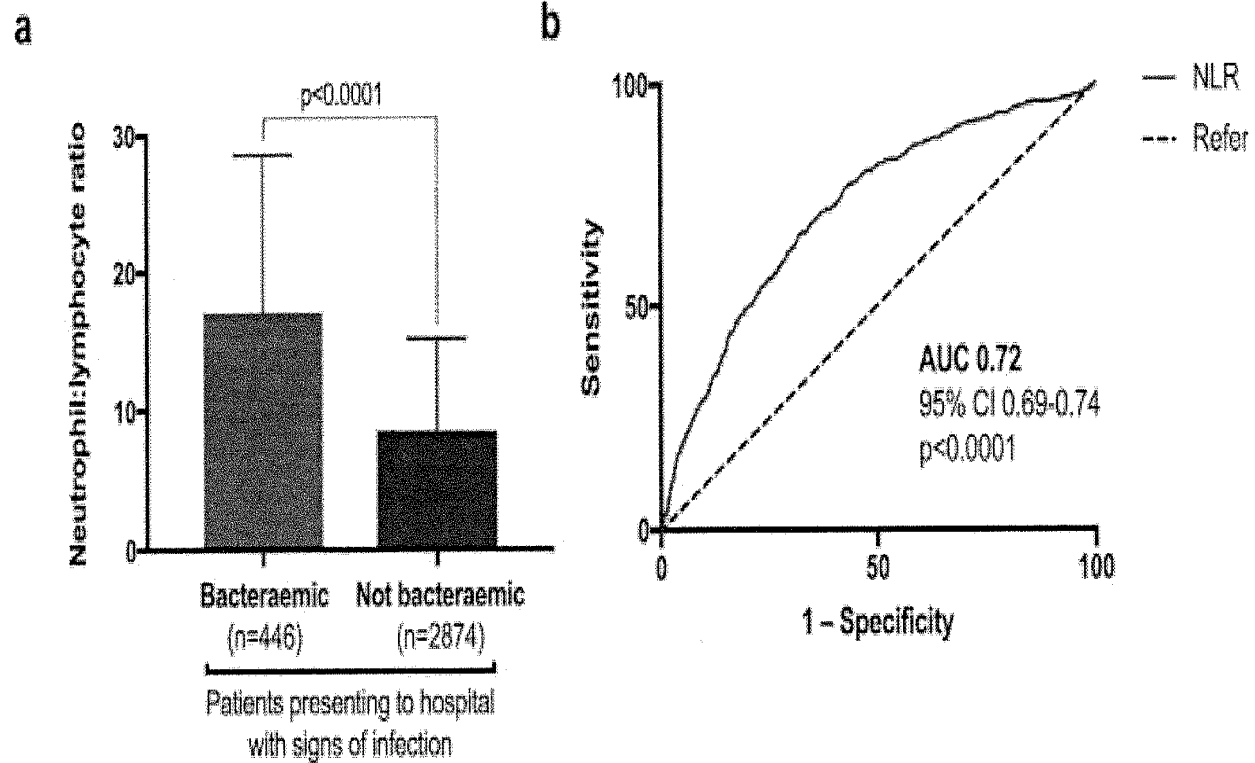 a
p<0.0001
Neutrophil:lymphocyte ratio
30
20
10
0
Bacteraemic
(n=446)
Not bacteraemic
(n=2874)
Patients presenting to hospital
with signs of infection
b
NLR
Refer
Sensitivity
100
50
0
AUC 0.72
95% CI 0.69-0.74
p<0.0001
0
50
100
1 – Specificity